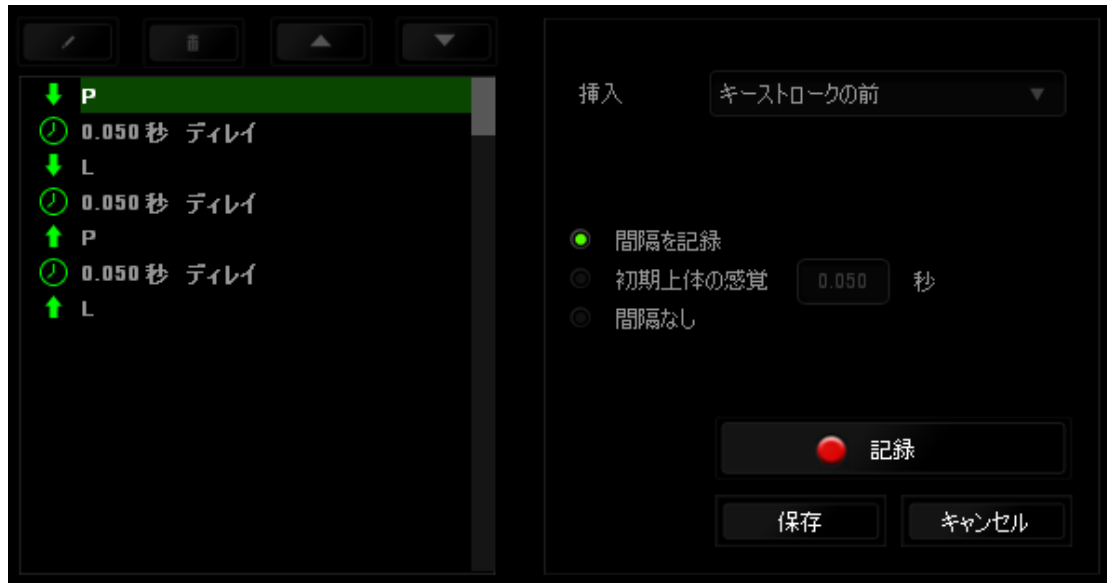 P
0.050 秒 ディレイ
L
0.050 秒 ディレイ
P
0.050 秒 ディレイ
L
挿入 キーストロークの前
間隔を記録
初期上体の感覚 0.050 秒
間隔なし
記録
保存 キャンセル